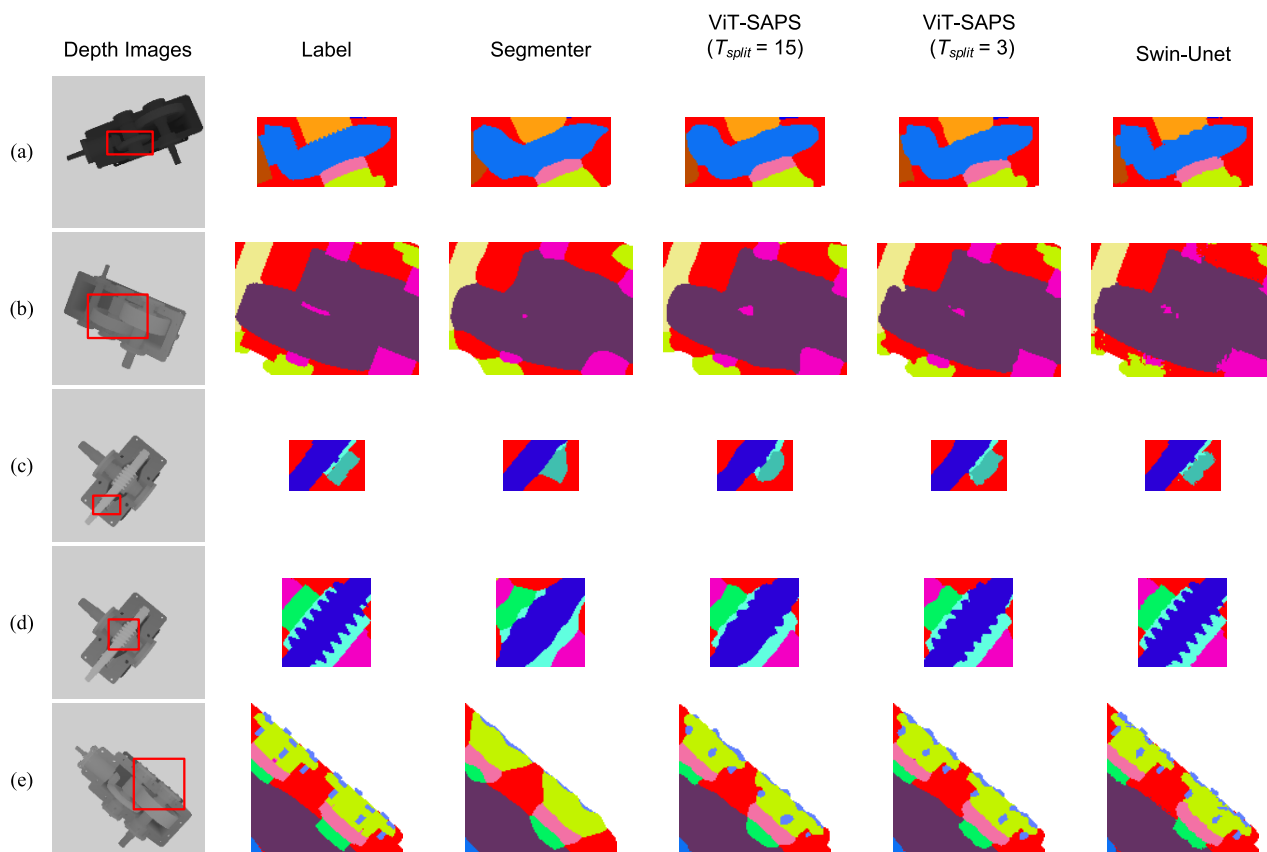 Depth Images
Label
Segmenter
ViT-SAPS
(T_split = 15)
ViT-SAPS
(T_split = 3)
Swin-Unet
(a)
(b)
(c)
(d)
(e)